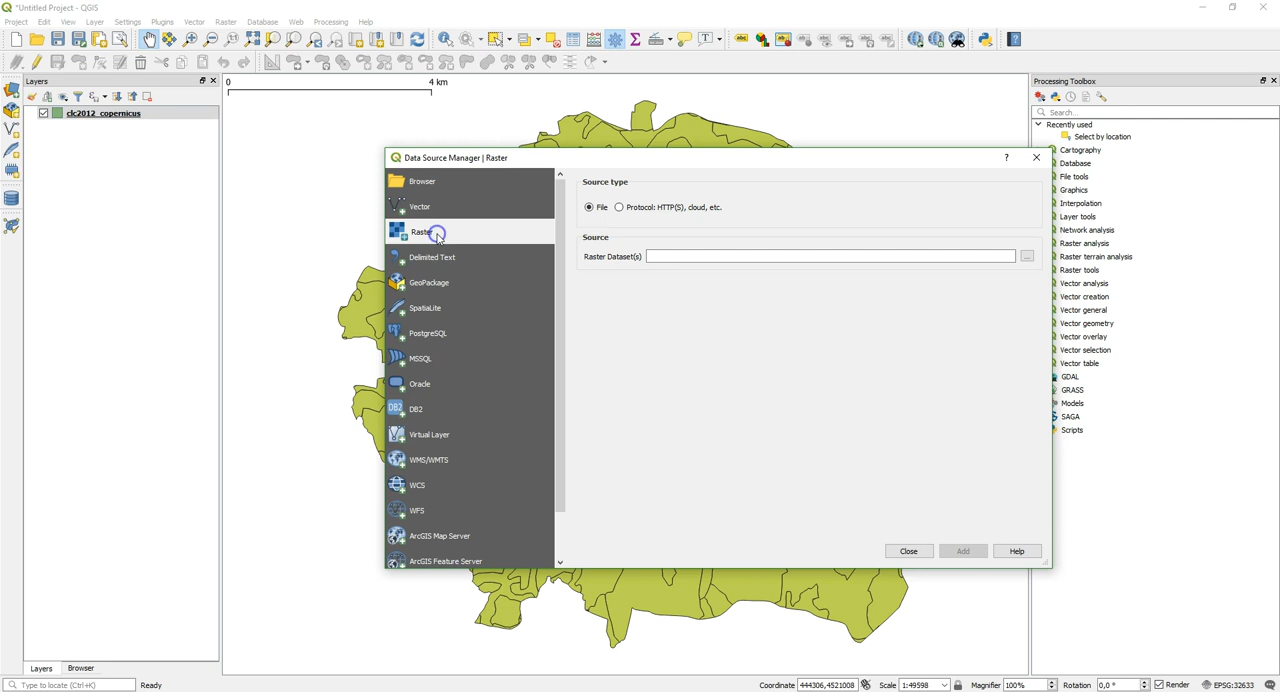 *Untitled Project - QGIS
Project Edit View Layer Settings Plugins Vector Raster Database Web Processing Help
Layers
clc2012_copernicus
0 4 km
Data Source Manager | Raster
?
Browser
Vector
Raster
Delimited Text
GeoPackage
SpatiaLite
PostgreSQL
MSSQL
Oracle
DB2
DB2
Virtual Layer
WMS/WMTS
WCS
WFS
ArcGIS Map Server
ArcGIS Feature Server
Source type
File Protocol: HTTP(S), cloud, etc.
Source
Raster Dataset(s) ...
Close Add Help
Processing Toolbox
Search...
Recently used
Select by location
Cartography
Database
File tools
Graphics
Interpolation
Layer tools
Network analysis
Raster analysis
Raster terrain analysis
Raster tools
Vector analysis
Vector creation
Vector general
Vector geometry
Vector overlay
Vector selection
Vector table
GDAL
GRASS
Models
SAGA
Scripts
Layers Browser
Type to locate (Ctrl+K) Ready Coordinate 444306,4521008 Scale 1:49598 Magnifier 100% Rotation 0,0 ° Render EPSG:32633